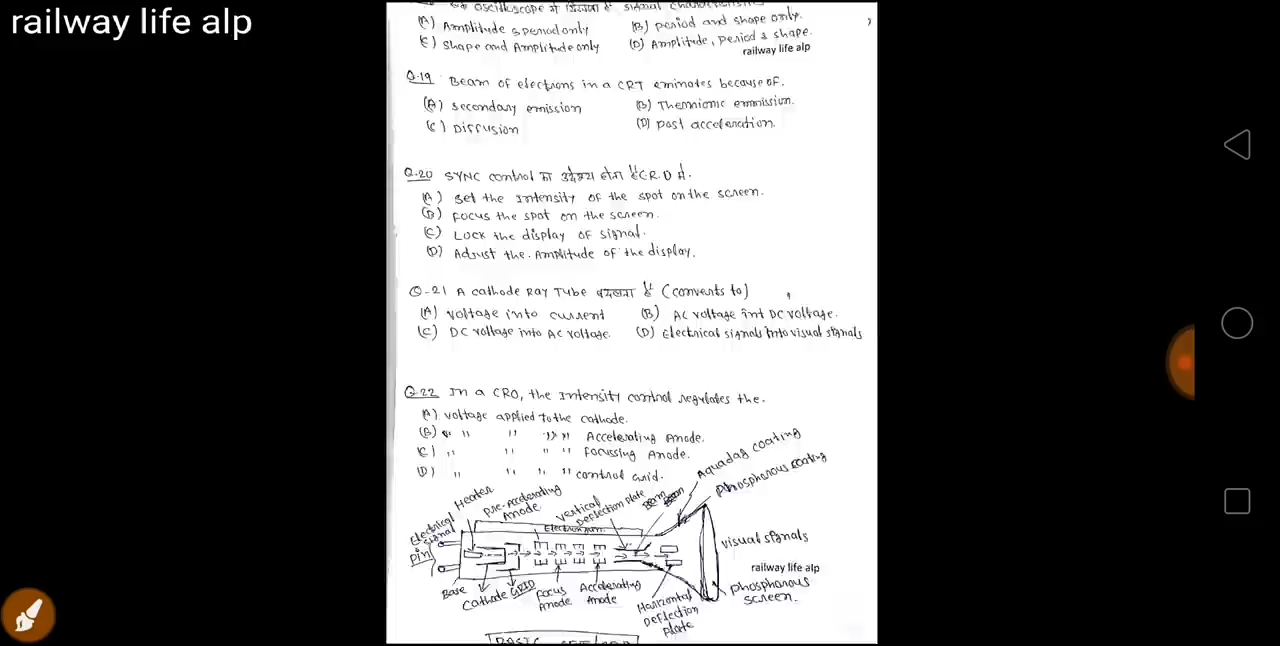 railway life alp
oscilloscope में
(A) Amplitude & period only (B) period and shape only.
(C) Shape and Amplitude only (D) Amplitude, period & shape.
railway life alp
Q.19 Beam of electrons in a CRT eminates because of.
(A) Secondary emission (B) Themnionic emmission.
(C) Diffusion (D) post acceleration.
Q.20 SYNC control का उद्देश्य होता है C.R.O में.
(A) Set the Intensity of the spot on the screen.
(B) Focus the spot on the screen.
(C) Lock the display of signal.
(D) Adjust the Amplitude of the display.
Q.21 A cathode Ray Tube बदलता है (converts to)
(A) voltage into current (B) AC voltage int DC voltage.
(C) DC voltage into AC voltage. (D) Electrical signals into visual signals
Q.22 In a CRO, the Intensity control regulates the.
(A) voltage applied to the cathode.
(B) " " " " Accelerating Anode.
(C) " " " " focussing Anode.
(D) " " " " control Grid.
Aquadag coating
Phosphorous coating
Heater
Pre-Accelerating Anode
Vertical Deflection plate
Beam
Electrical signal
pin
Electron gun
visual signals
railway life alp
Base
Cathode
GRID
Focus Anode
Accelerating Anode
Horizontal Deflection plate
phosphorous screen.